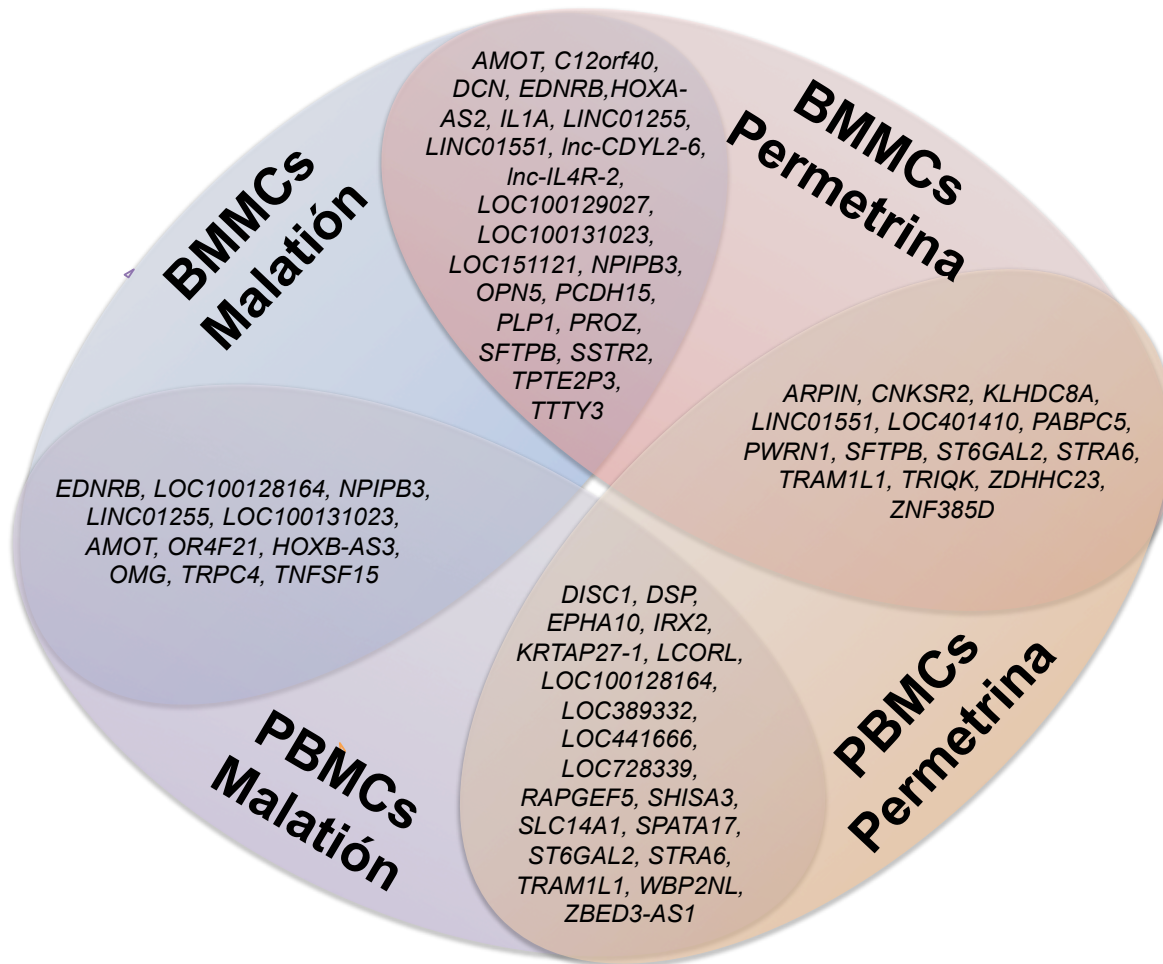 AMOT, C12orf40,
DCN, EDNRB,HOXA-
AS2, IL1A, LINC01255,
LINC01551, lnc-CDYL2-6,
lnc-IL4R-2,
LOC100129027,
LOC100131023,
LOC151121, NPIPB3,
OPN5, PCDH15,
PLP1, PROZ,
SFTPB, SSTR2,
TPTE2P3,
TTTY3
BMMCs
Malatión
BMMCs
Permetrina
ARPIN, CNKSR2, KLHDC8A,
LINC01551, LOC401410, PABPC5,
PWRN1, SFTPB, ST6GAL2, STRA6,
TRAM1L1, TRIQK, ZDHHC23,
ZNF385D
EDNRB, LOC100128164, NPIPB3,
LINC01255, LOC100131023,
AMOT, OR4F21, HOXB-AS3,
OMG, TRPC4, TNFSF15
DISC1, DSP,
EPHA10, IRX2,
KRTAP27-1, LCORL,
LOC100128164,
LOC389332,
LOC441666,
LOC728339,
RAPGEF5, SHISA3,
SLC14A1, SPATA17,
ST6GAL2, STRA6,
TRAM1L1, WBP2NL,
ZBED3-AS1
PBMCs
Malatión
PBMCs
Permetrina